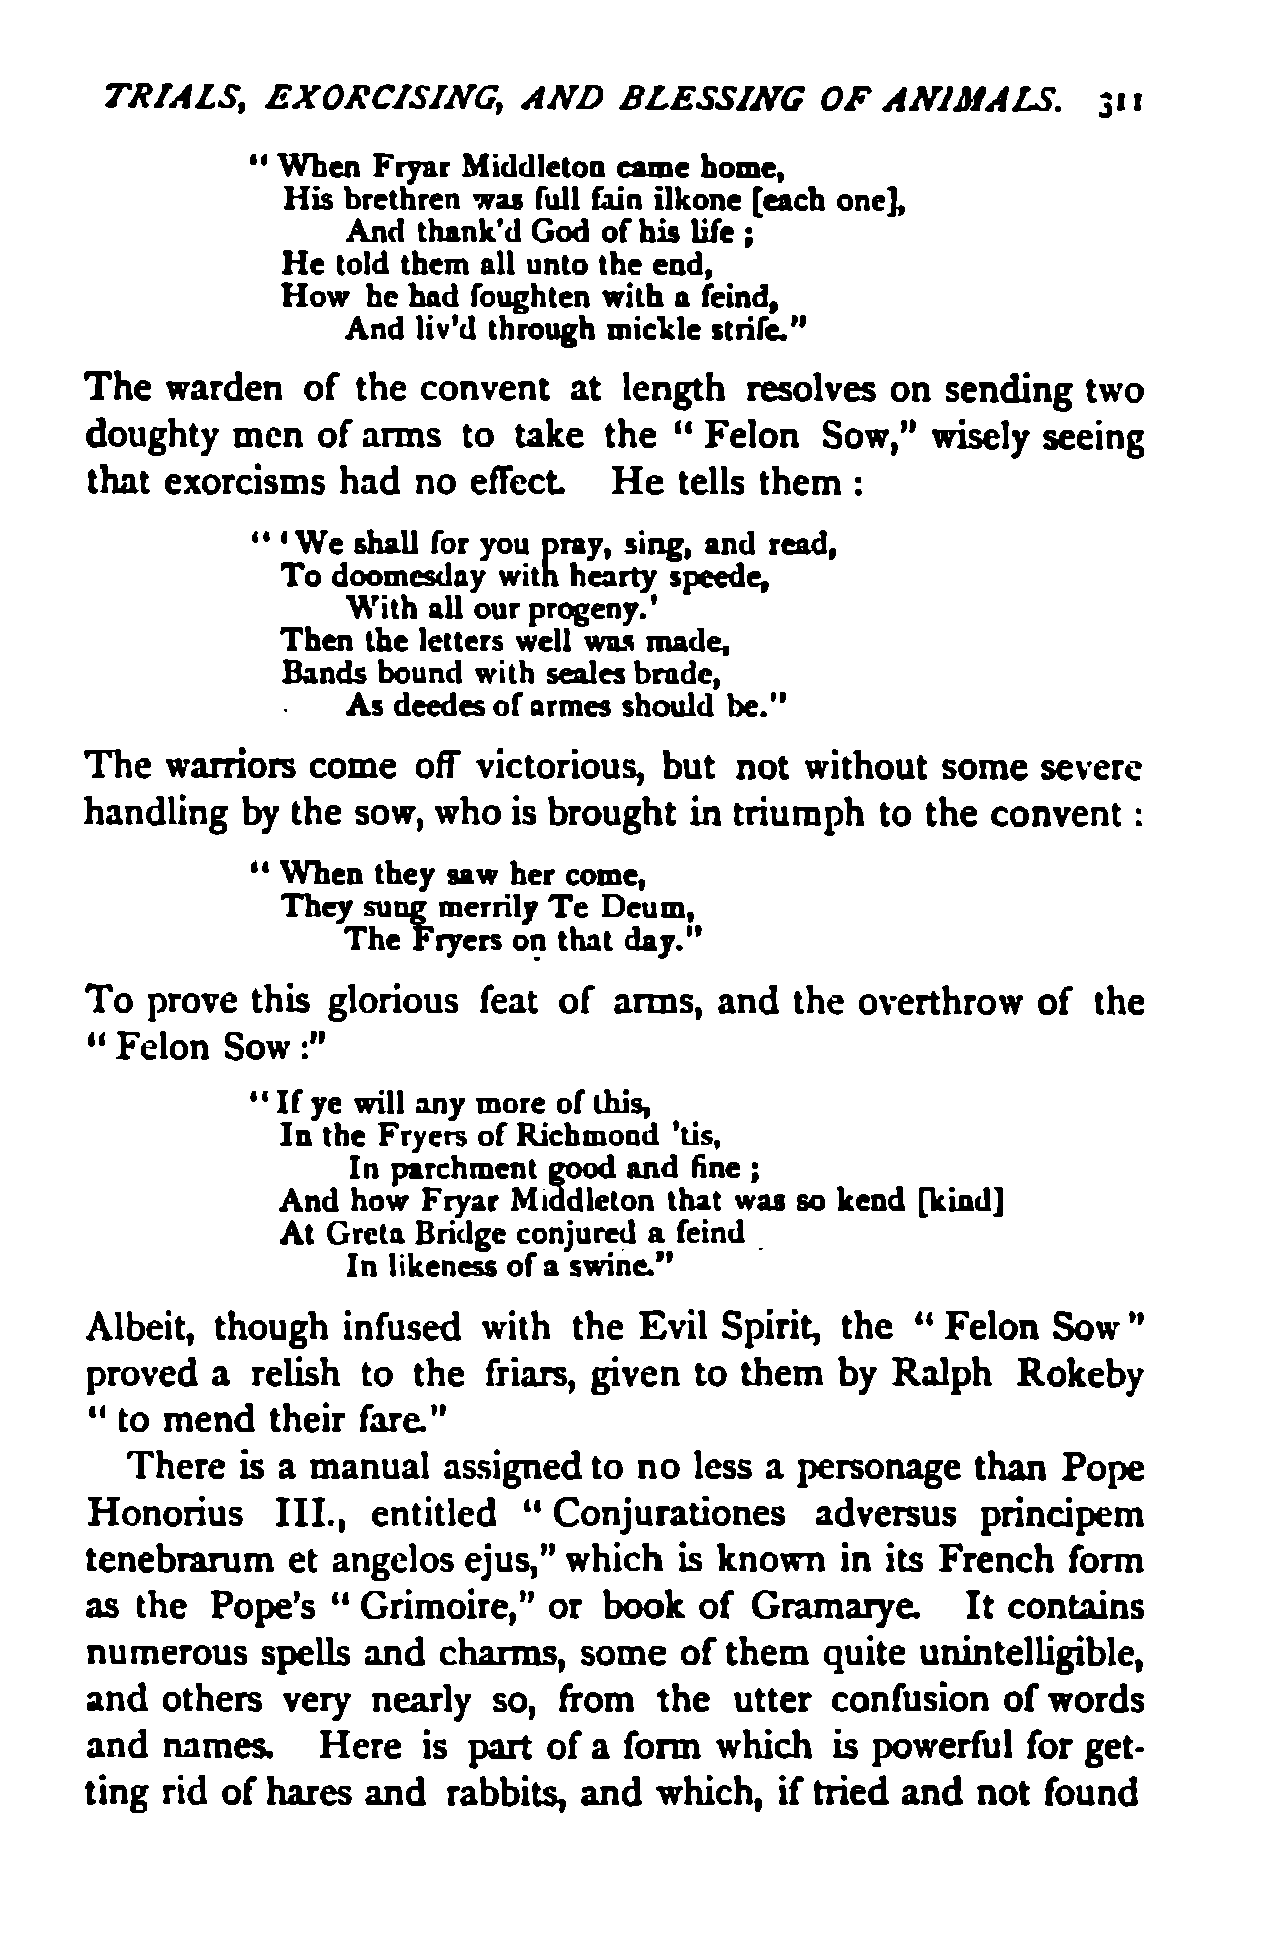 TRIALS, EXORCISING, AND BLESSING OF ANIMALS. 311
“ When Fryar Middleton came home,
His brethren was full fain ilkone [each one],
And thank’d God of his life ;
He told them all unto the end,
How he had foughten with a feind,
And liv’d through mickle strife.”
The warden of the convent at length resolves on sending two
doughty men of arms to take the “ Felon Sow,” wisely seeing
that exorcisms had no effect. He tells them :
“ ‘ We shall for you pray, sing, and read,
To doomesday with hearty speede,
With all our progeny.’
Then the letters well was made,
Bands bound with seales brade,
As deedes of armes should be.”
The warriors come off victorious, but not without some severe
handling by the sow, who is brought in triumph to the convent :
“ When they saw her come,
They sung merrily Te Deum,
The Fryers on that day.”
To prove this glorious feat of arms, and the overthrow of the
“ Felon Sow :”
“ If ye will any more of this,
In the Fryers of Richmond ’tis,
In parchment good and fine ;
And how Fryar Middleton that was so kend [kind]
At Greta Bridge conjured a feind
In likeness of a swine.”
Albeit, though infused with the Evil Spirit, the “ Felon Sow ”
proved a relish to the friars, given to them by Ralph Rokeby
“ to mend their fare.”
There is a manual assigned to no less a personage than Pope
Honorius III., entitled “ Conjurationes adversus principem
tenebrarum et angelos ejus,” which is known in its French form
as the Pope’s “ Grimoire,” or book of Gramarye. It contains
numerous spells and charms, some of them quite unintelligible,
and others very nearly so, from the utter confusion of words
and names. Here is part of a form which is powerful for get-
ting rid of hares and rabbits, and which, if tried and not found